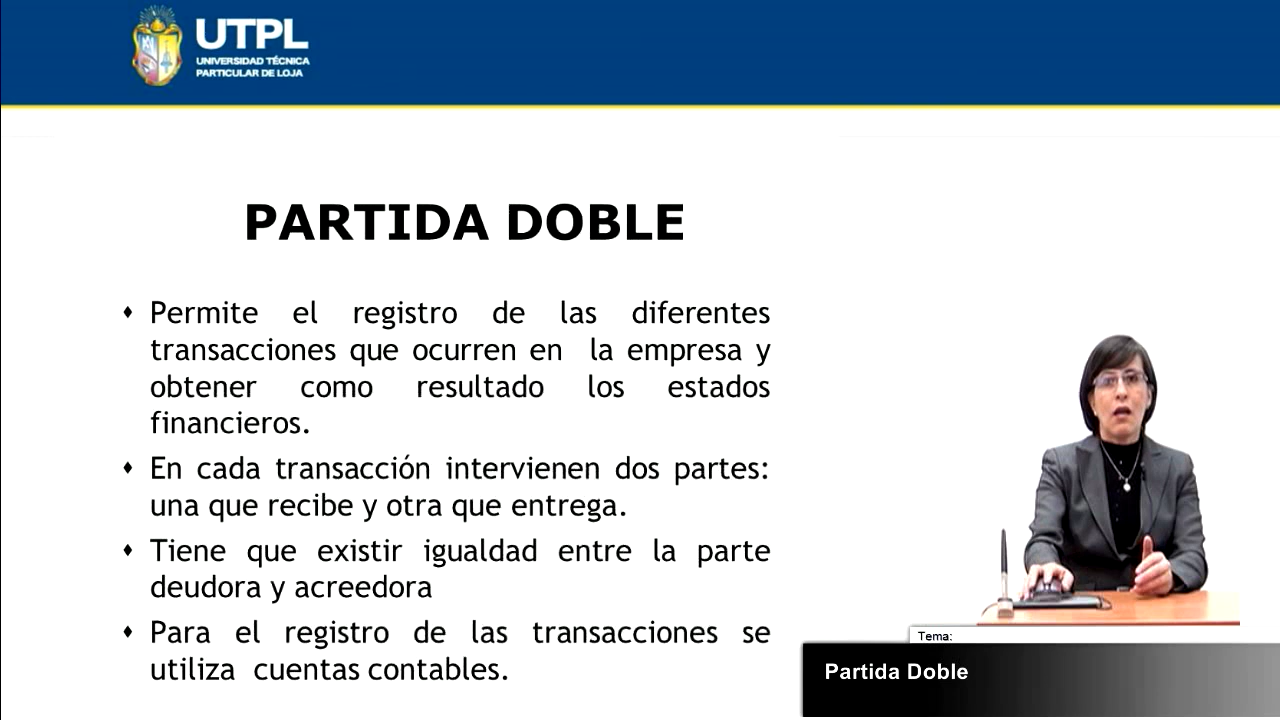 UTPL
UNIVERSIDAD TÉCNICA
PARTICULAR DE LOJA
PARTIDA DOBLE
Permite el registro de las diferentes
transacciones que ocurren en la empresa y
obtener como resultado los estados
financieros.
En cada transacción intervienen dos partes:
una que recibe y otra que entrega.
Tiene que existir igualdad entre la parte
deudora y acreedora
Para el registro de las transacciones se
utiliza cuentas contables.
Tema:
Partida Doble